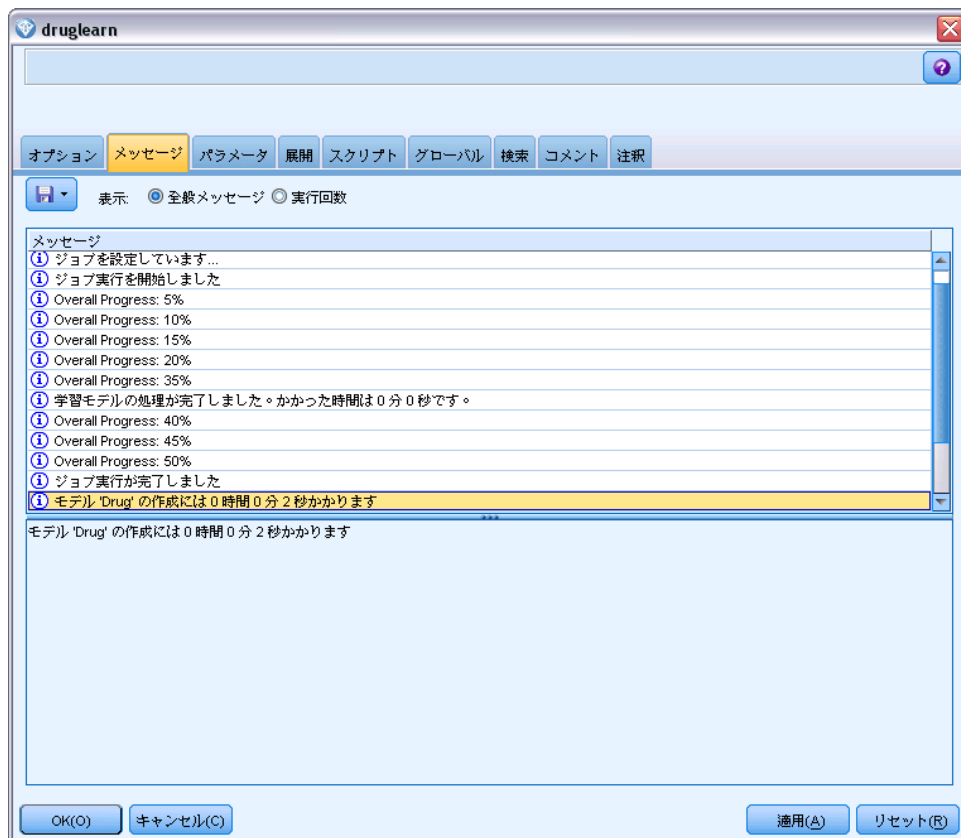 druglearn
オプション メッセージ パラメータ 展開 スクリプト グローバル 検索 コメント 注釈
表示: 全般メッセージ 実行回数
メッセージ
ジョブを設定しています...
ジョブ実行を開始しました
Overall Progress: 5%
Overall Progress: 10%
Overall Progress: 15%
Overall Progress: 20%
Overall Progress: 35%
学習モデルの処理が完了しました。かかった時間は0分0秒です。
Overall Progress: 40%
Overall Progress: 45%
Overall Progress: 50%
ジョブ実行が完了しました
モデル 'Drug' の作成には0時間0分2秒かかります
モデル 'Drug' の作成には0時間0分2秒かかります
OK(O) キャンセル(C) 適用(A) リセット(R)